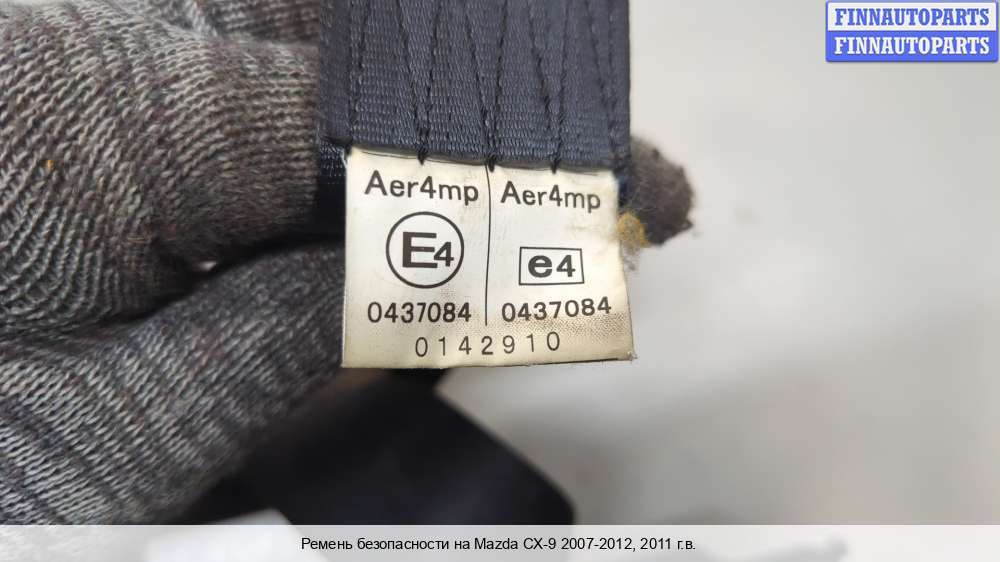 FINNAUTOPARTS
FINNAUTOPARTS
Aer4mp Aer4mp
E4 e4
0437084 0437084
0142910
Ремень безопасности на Mazda CX-9 2007-2012, 2011 г.в.